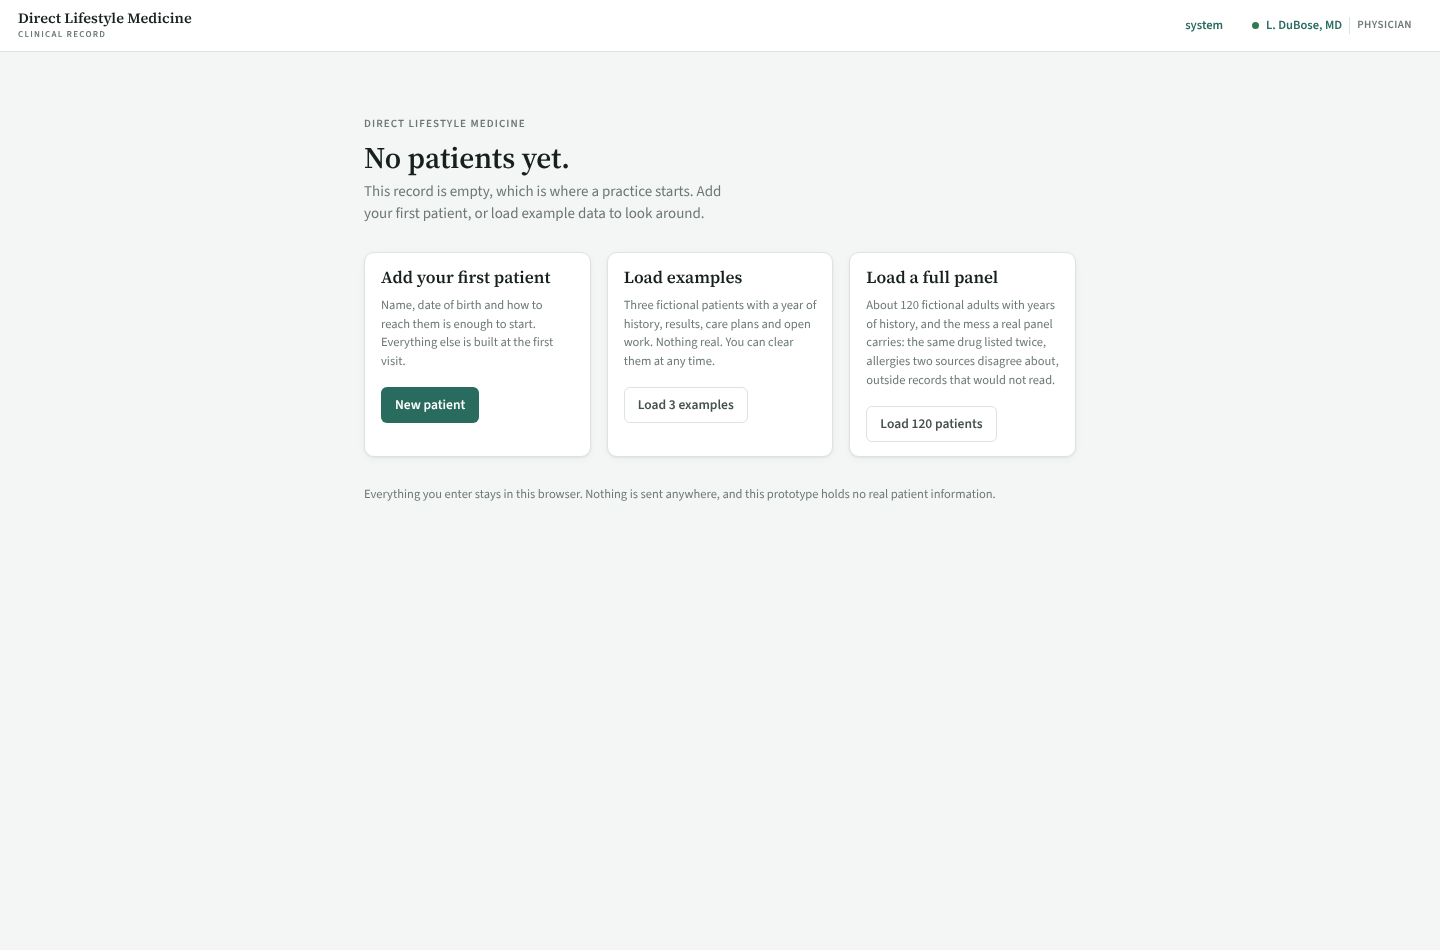 Direct Lifestyle Medicine
CLINICAL RECORD
system
L. DuBose, MD
PHYSICIAN
DIRECT LIFESTYLE MEDICINE
No patients yet.
This record is empty, which is where a practice starts. Add
your first patient, or load example data to look around.
Add your first patient
Name, date of birth and how to
reach them is enough to start.
Everything else is built at the first
visit.
New patient
Load examples
Three fictional patients with a year of
history, results, care plans and open
work. Nothing real. You can clear
them at any time.
Load 3 examples
Load a full panel
About 120 fictional adults with years
of history, and the mess a real panel
carries: the same drug listed twice,
allergies two sources disagree about,
outside records that would not read.
Load 120 patients
Everything you enter stays in this browser. Nothing is sent anywhere, and this prototype holds no real patient information.